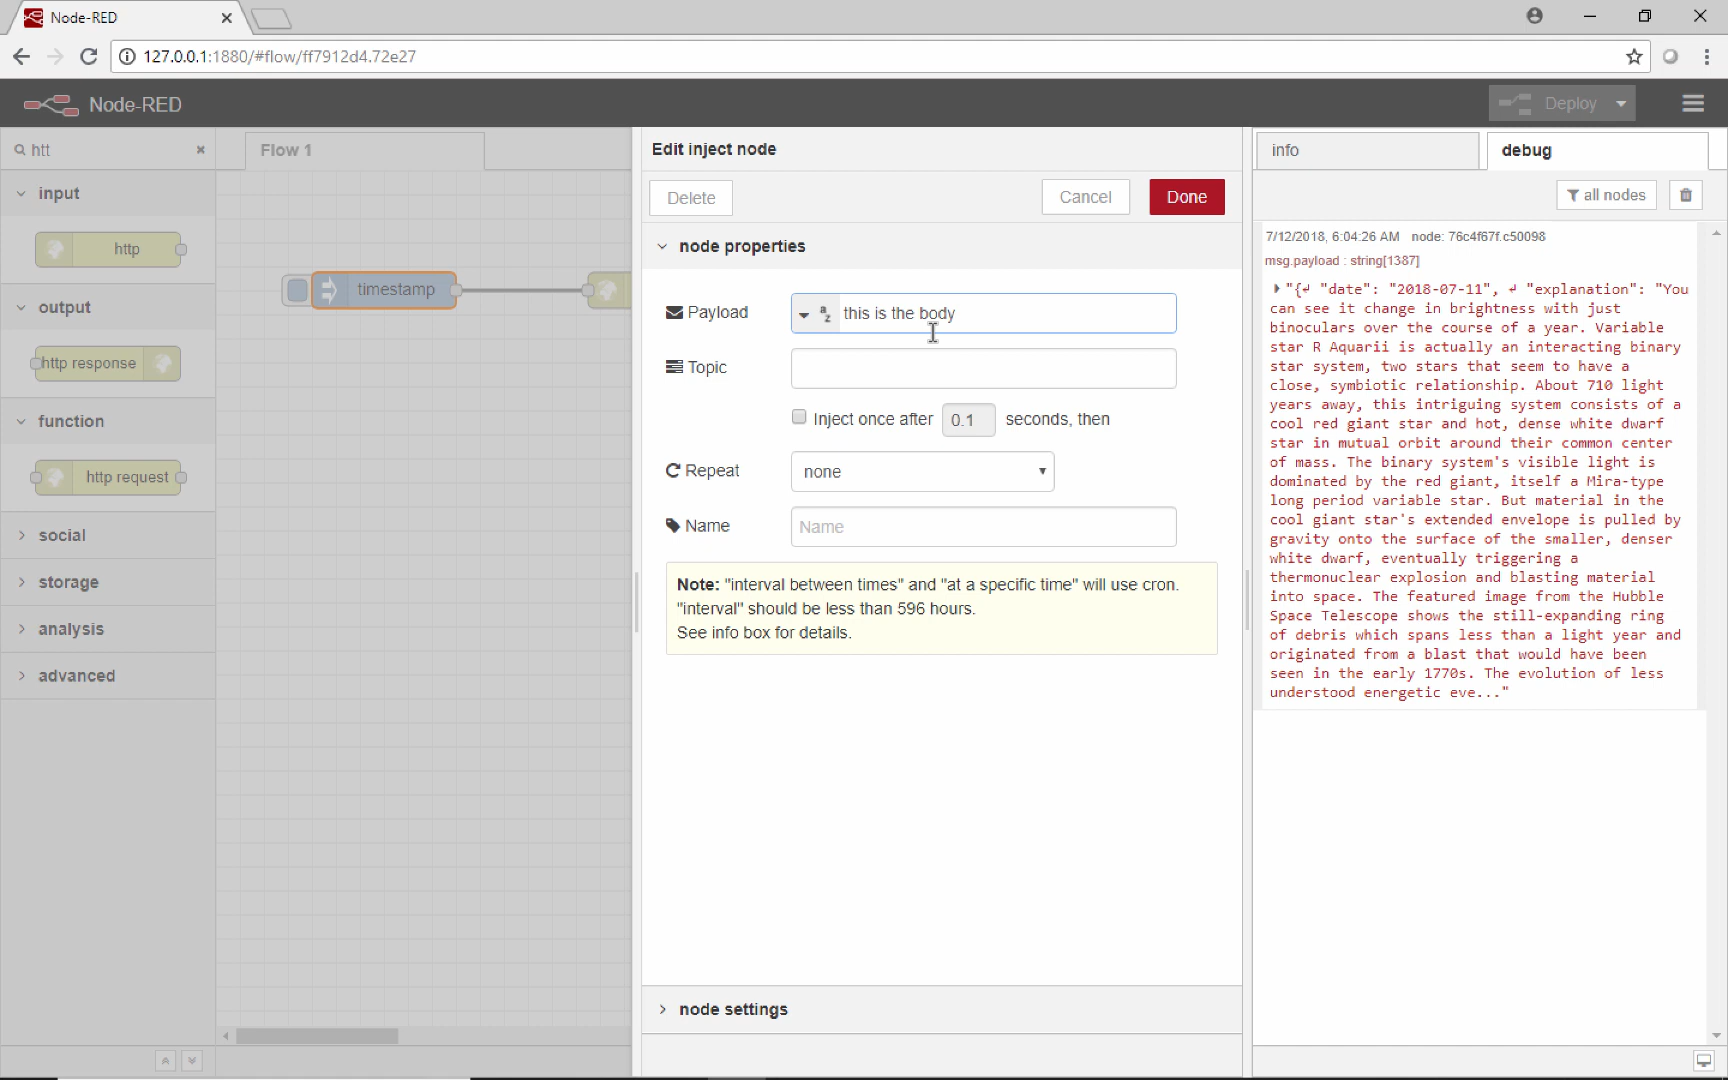 Node-RED
127.0.0.1:1880/#flow/ff7912d4.72e27
Node-RED
Deploy
htt
input
http
output
http response
function
http request
social
storage
analysis
advanced
Flow 1
timestamp
Edit inject node
Delete
Cancel
Done
node properties
Payload
a
z
this is the body
Topic
Inject once after 0.1 seconds, then
Repeat
none
Name
Name
Note: "interval between times" and "at a specific time" will use cron.
"interval" should be less than 596 hours.
See info box for details.
node settings
info
debug
all nodes
7/12/2018, 6:04:26 AM node: 76c4f67f.c50098
msg.payload : string[1387]
"{↵ "date": "2018-07-11", ↵ "explanation": "You
can see it change in brightness with just
binoculars over the course of a year. Variable
star R Aquarii is actually an interacting binary
star system, two stars that seem to have a
close, symbiotic relationship. About 710 light
years away, this intriguing system consists of a
cool red giant star and hot, dense white dwarf
star in mutual orbit around their common center
of mass. The binary system's visible light is
dominated by the red giant, itself a Mira-type
long period variable star. But material in the
cool giant star's extended envelope is pulled by
gravity onto the surface of the smaller, denser
white dwarf, eventually triggering a
thermonuclear explosion and blasting material
into space. The featured image from the Hubble
Space Telescope shows the still-expanding ring
of debris which spans less than a light year and
originated from a blast that would have been
seen in the early 1770s. The evolution of less
understood energetic eve..."